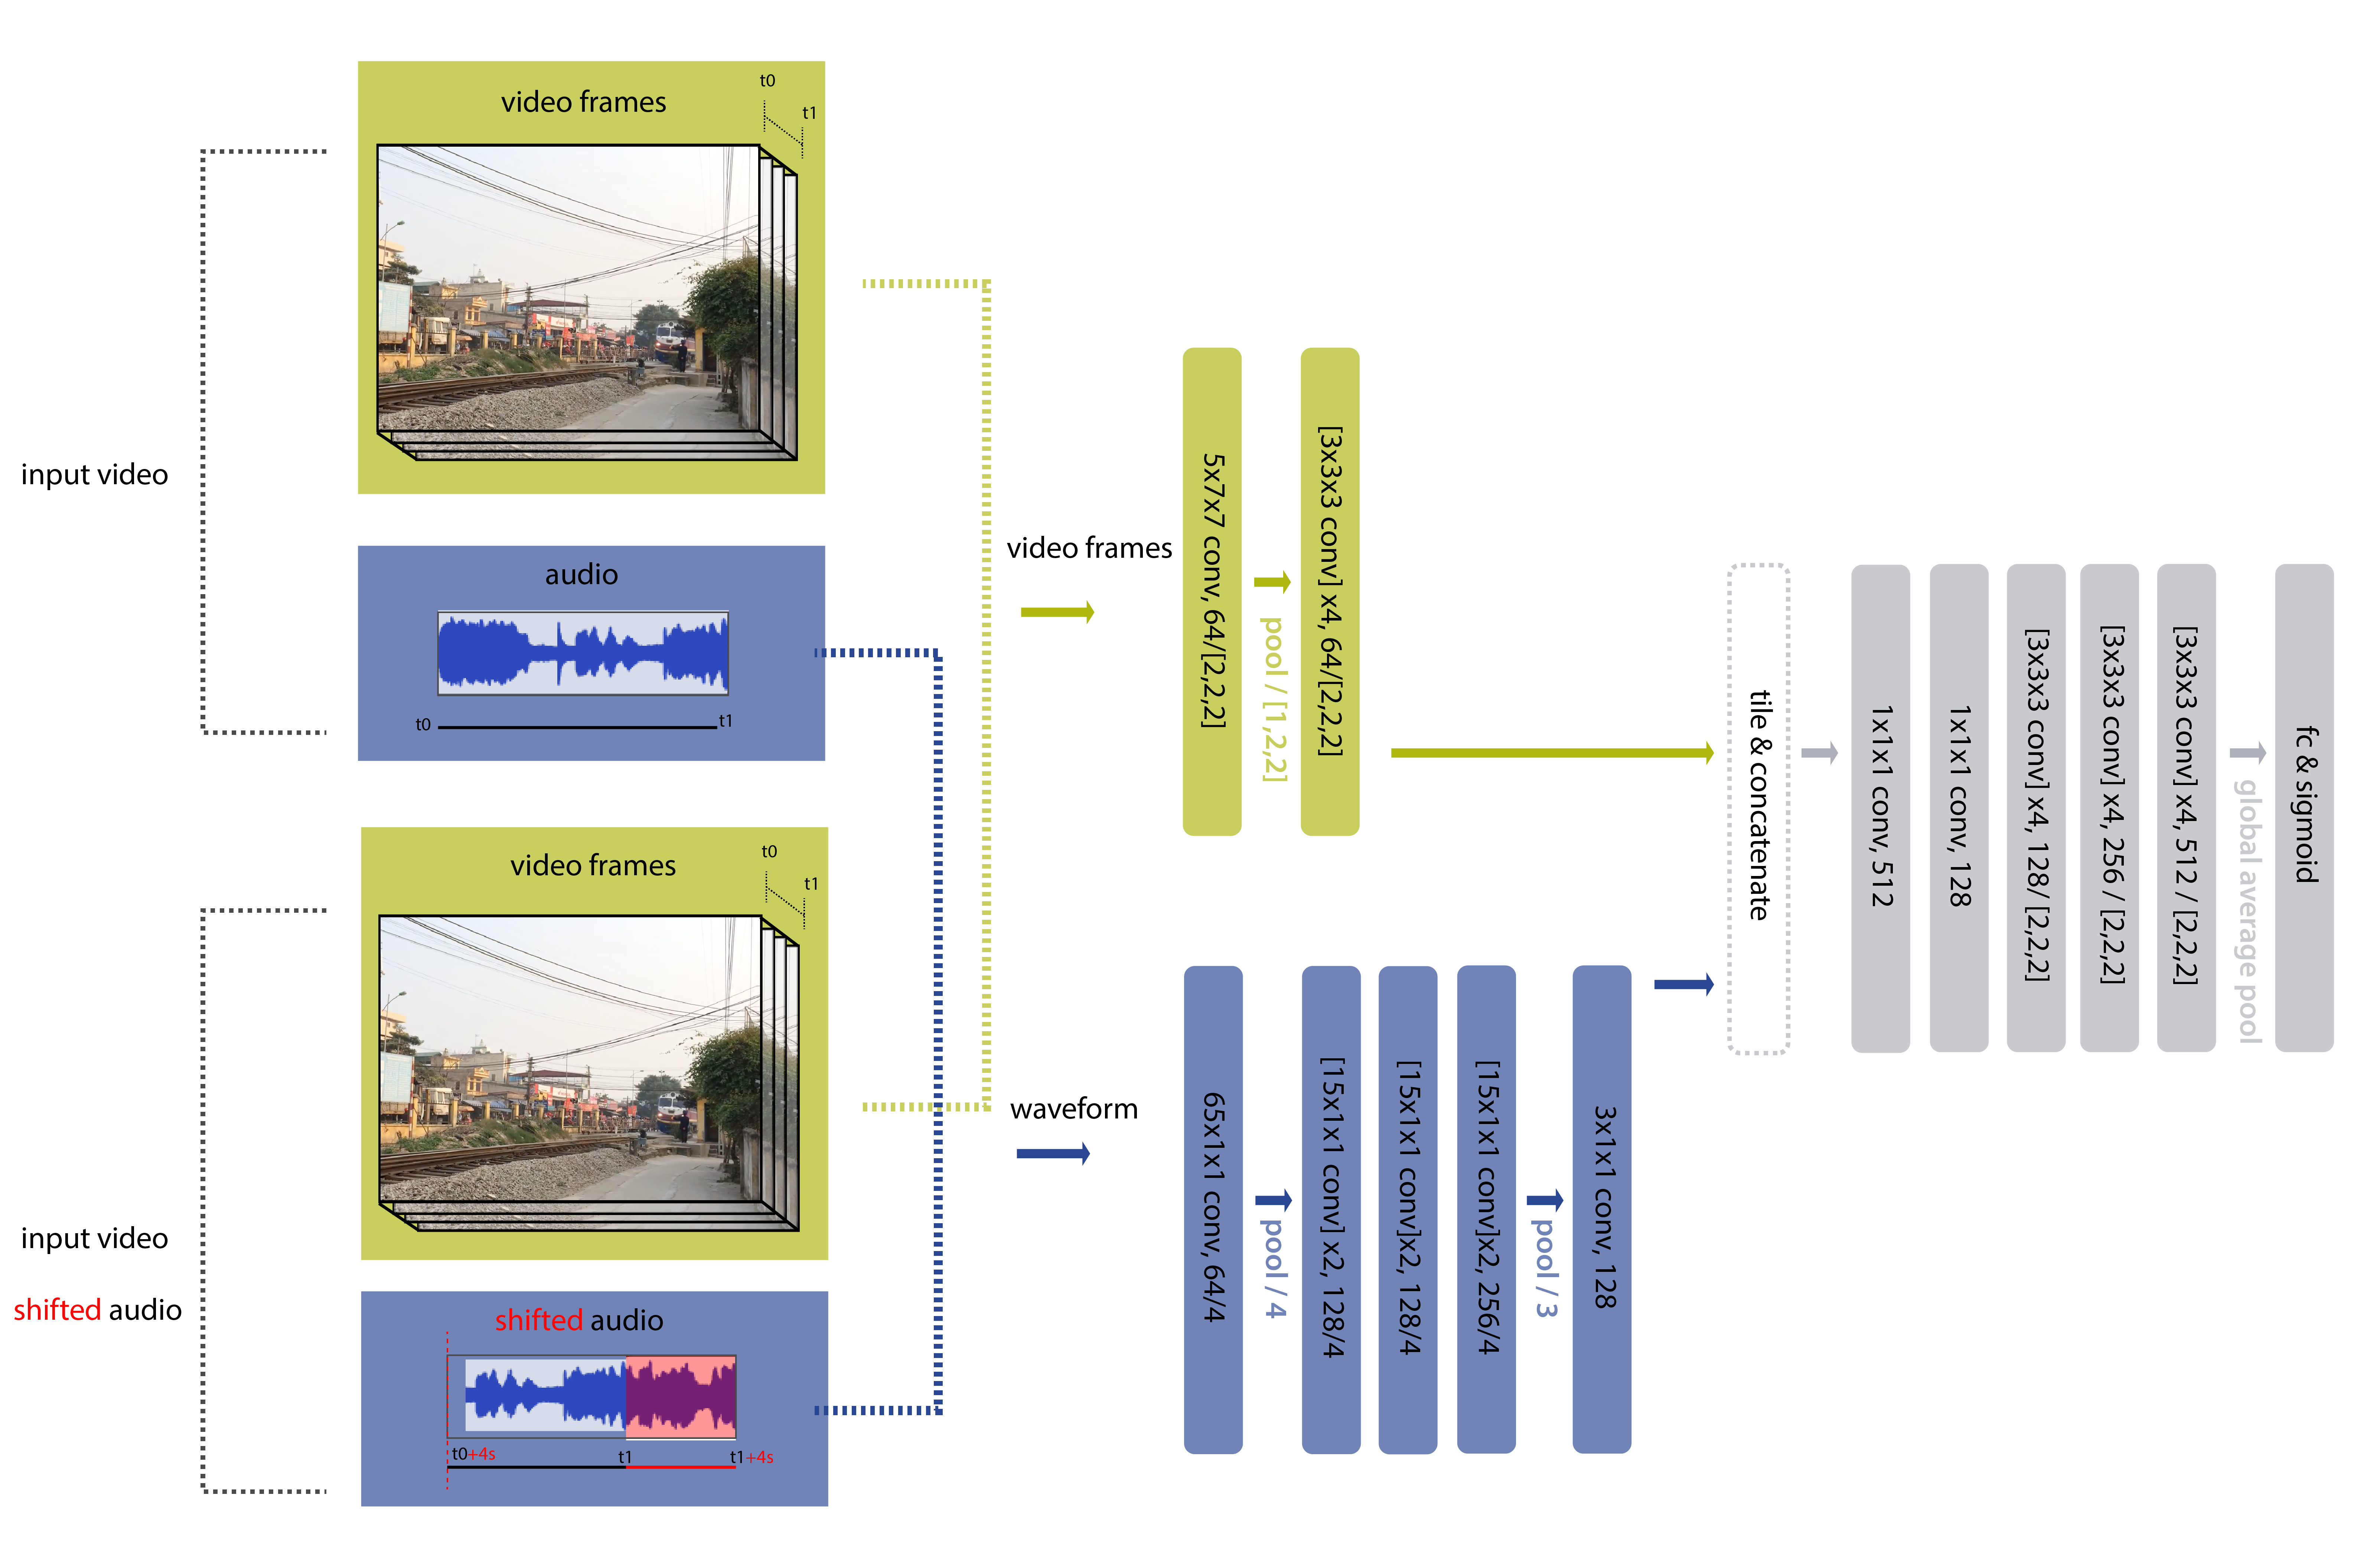 video frames
t0
t1
input video
audio
t0
t1
video frames
t0
t1
input video
shifted audio
shifted audio
t0+4s
t1
t1+4s
video frames
5x7x7 conv, 64/[2,2,2]
pool / [1,2,2]
[3x3x3 conv] x4, 64/[2,2,2]
waveform
65x1x1 conv, 64/4
pool / 4
[15x1x1 conv] x2, 128/4
[15x1x1 conv]x2, 128/4
[15x1x1 conv]x2, 256/4
pool / 3
3x1x1 conv, 128
tile & concatenate
1x1x1 conv, 512
1x1x1 conv, 128
[3x3x3 conv] x4, 128/ [2,2,2]
[3x3x3 conv] x4, 256 / [2,2,2]
[3x3x3 conv] x4, 512 / [2,2,2]
global average pool
fc & sigmoid